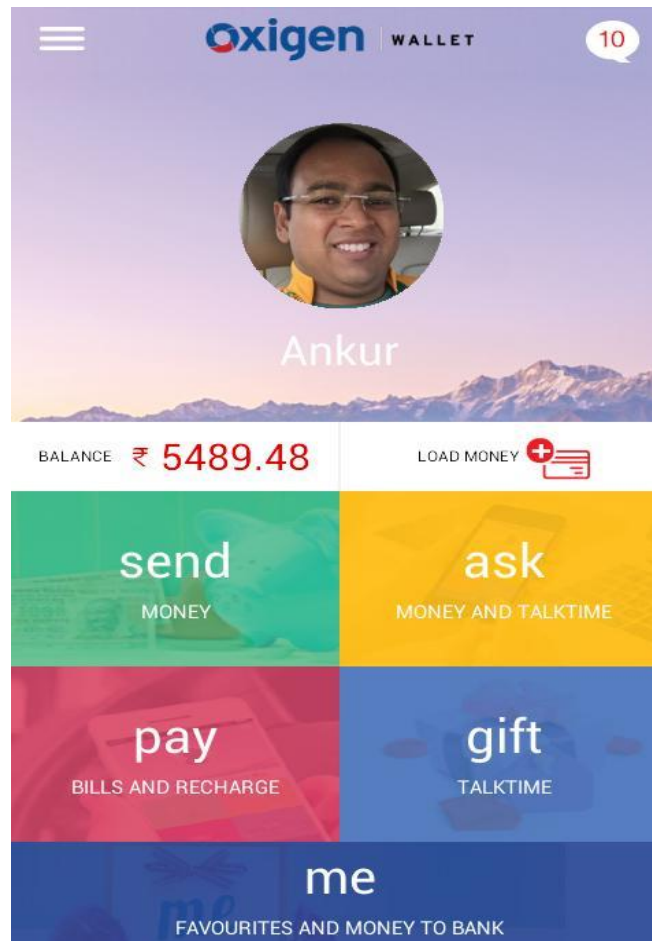 Oxigen WALLET 10
Ankur
BALANCE ₹ 5489.48 LOAD MONEY
send ask
MONEY MONEY AND TALKTIME
pay gift
BILLS AND RECHARGE TALKTIME
me
me
FAVOURITES AND MONEY TO BANK